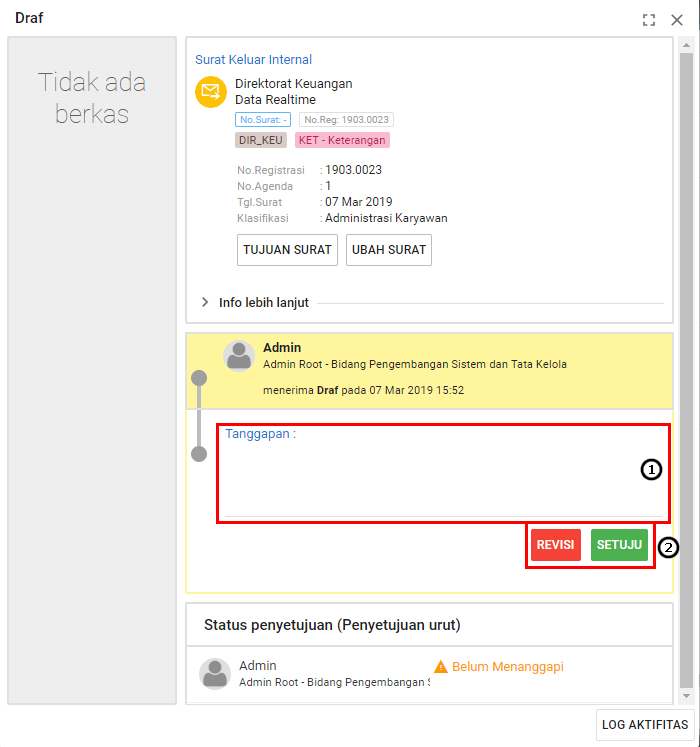 Draf
Tidak ada
berkas
Surat Keluar Internal
Direktorat Keuangan
Data Realtime
No.Surat: - No.Reg: 1903.0023
DIR_KEU KET - Keterangan
No.Registrasi : 1903.0023
No.Agenda : 1
Tgl.Surat : 07 Mar 2019
Klasifikasi : Administrasi Karyawan
TUJUAN SURAT UBAH SURAT
Info lebih lanjut
Admin
Admin Root - Bidang Pengembangan Sistem dan Tata Kelola
menerima Draf pada 07 Mar 2019 15:52
Tanggapan :
1
REVISI SETUJU 2
Status penyetujuan (Penyetujuan urut)
Admin Belum Menanggapi
Admin Root - Bidang Pengembangan
LOG AKTIFITAS